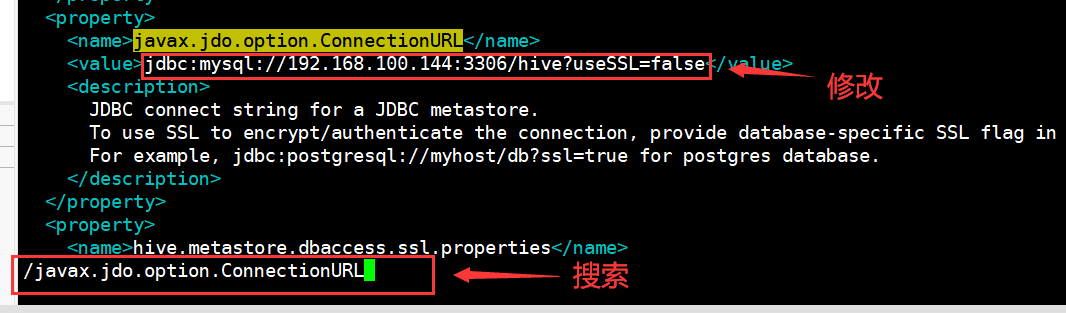 <property>
<name>javax.jdo.option.ConnectionURL</name>
<value>jdbc:mysql://192.168.100.144:3306/hive?useSSL=false</value>
修改
<description>
JDBC connect string for a JDBC metastore.
To use SSL to encrypt/authenticate the connection, provide database-specific SSL flag in
For example, jdbc:postgresql://myhost/db?ssl=true for postgres database.
</description>
</property>
<property>
<name>hive.metastore.dbaccess.ssl.properties</name>
/javax.jdo.option.ConnectionURL
搜索